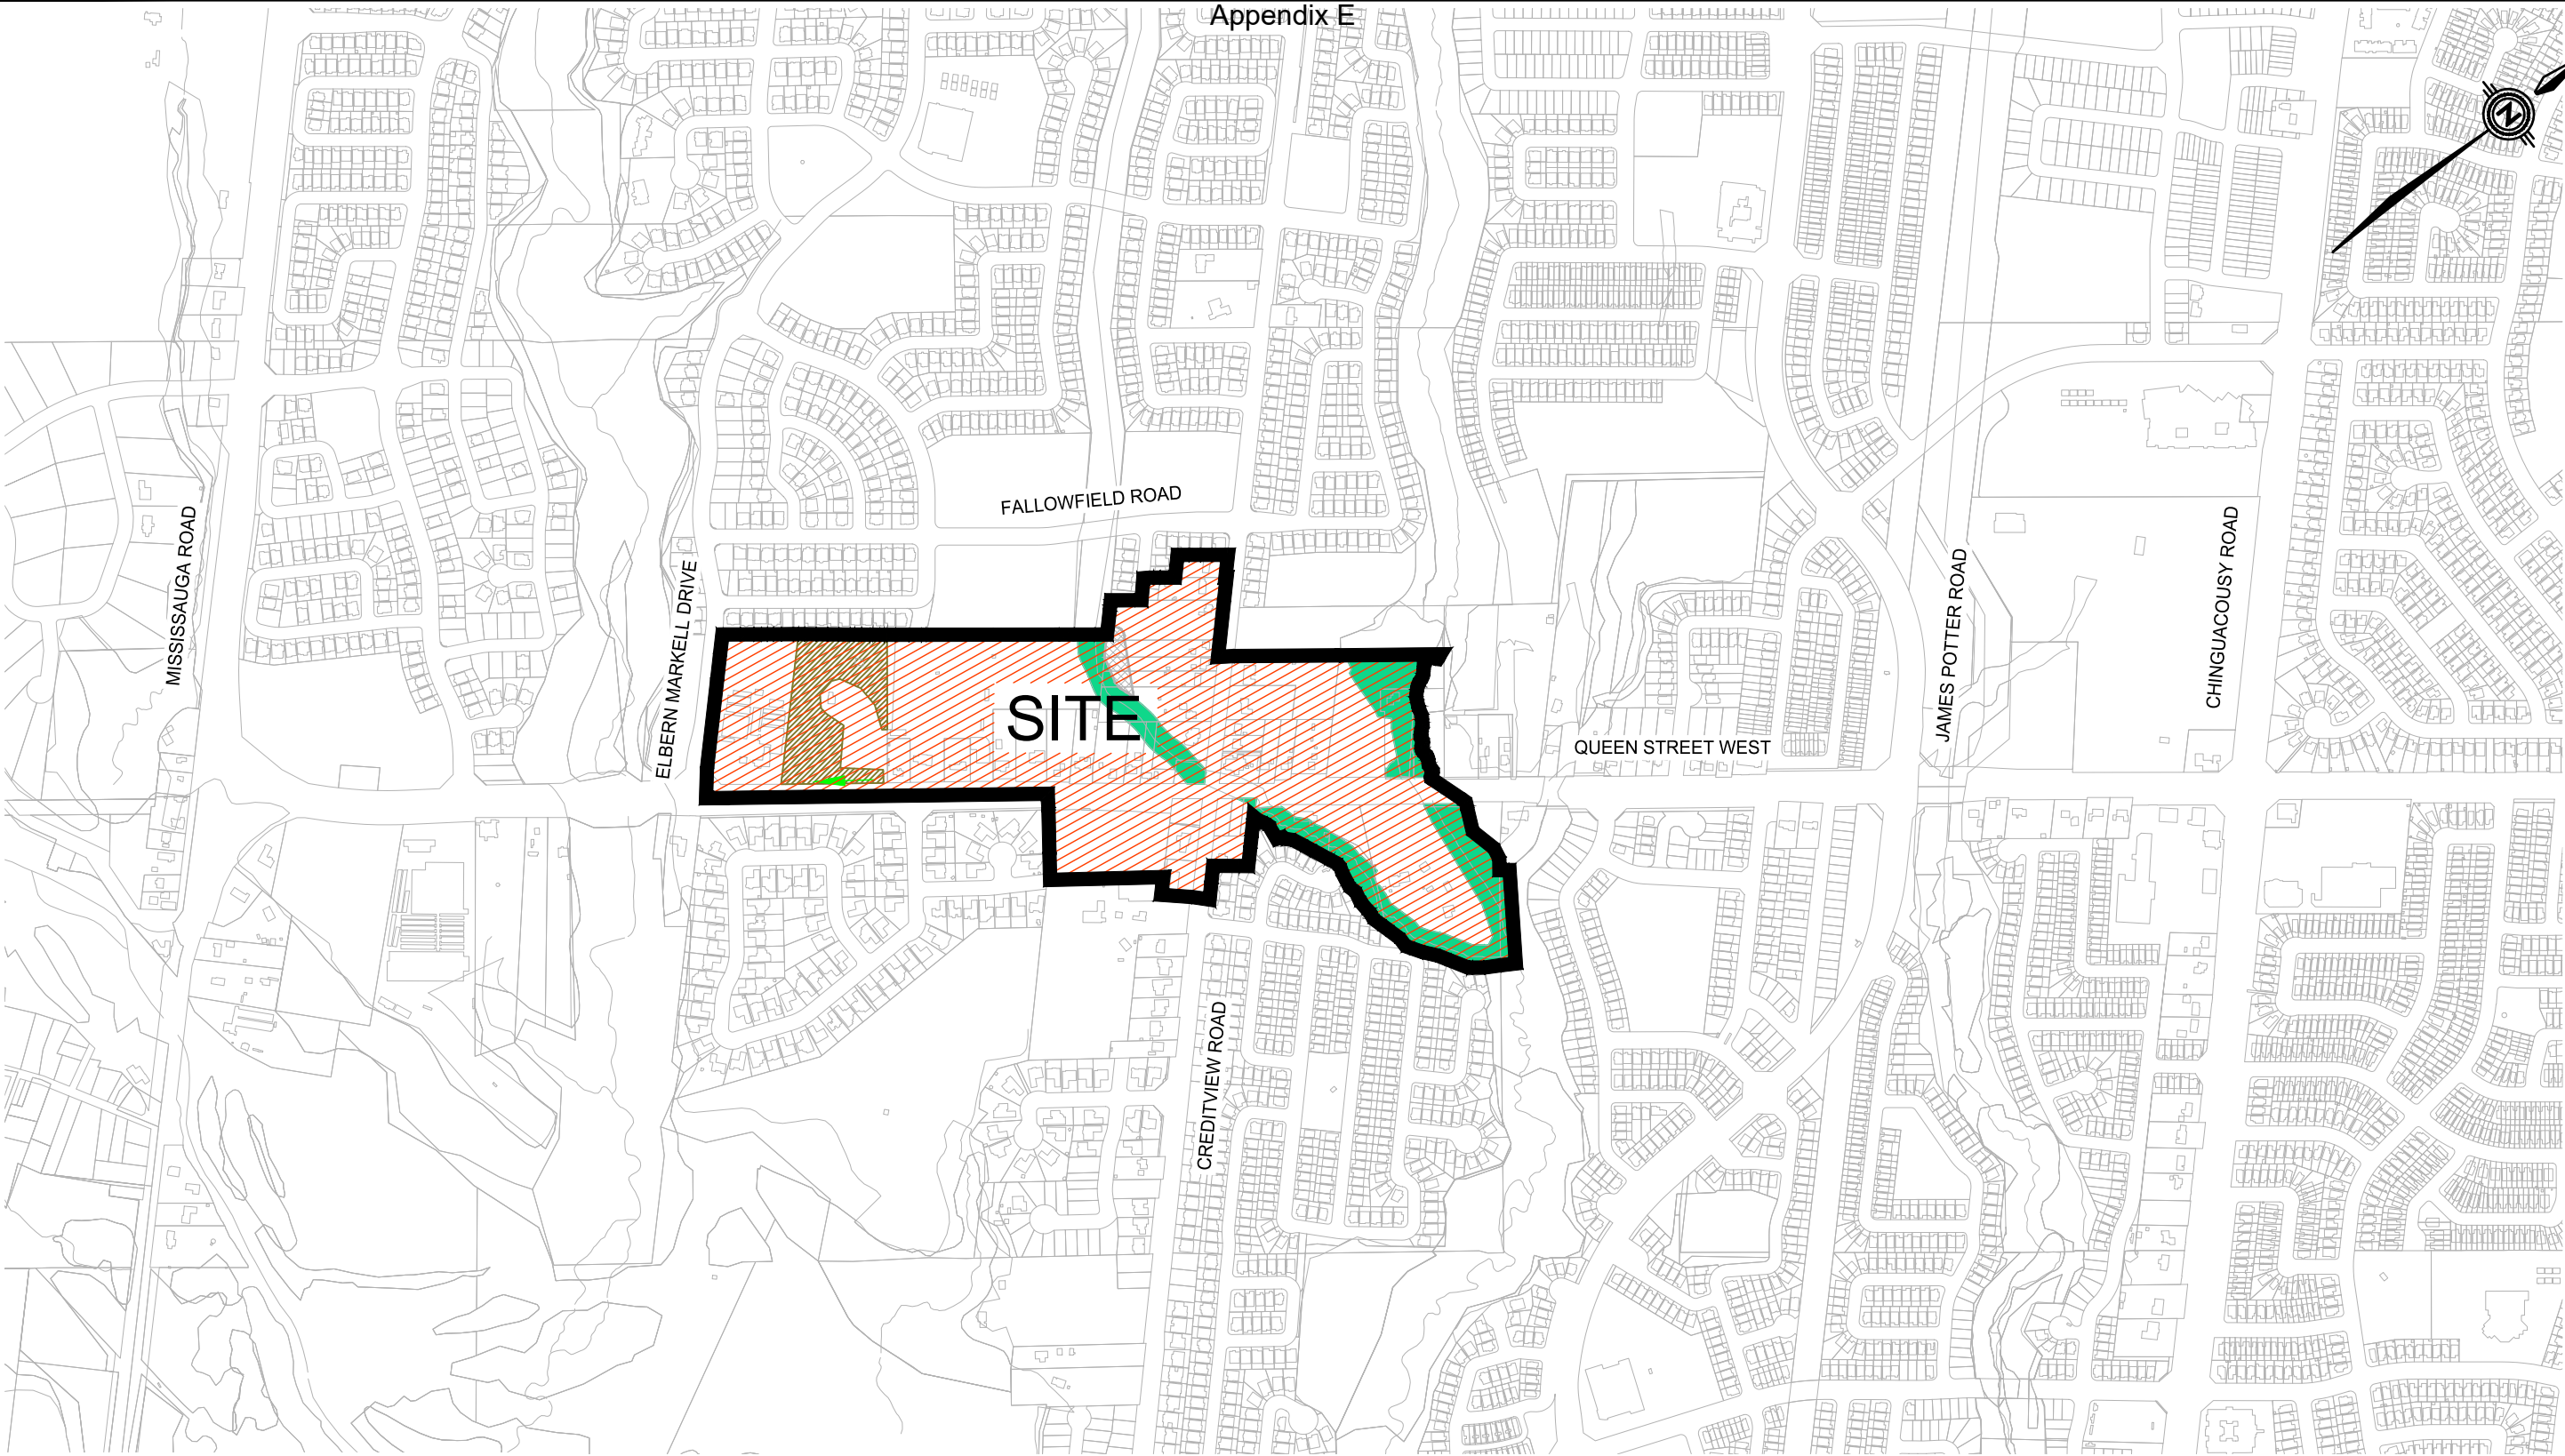 Appendix E
N
FALLOWFIELD ROAD
MISSISSAUGA ROAD
ELBERN MARKELL DRIVE
SITE
QUEEN STREET WEST
JAMES POTTER ROAD
CHINGUACOUSY ROAD
CREDITVIEW ROAD